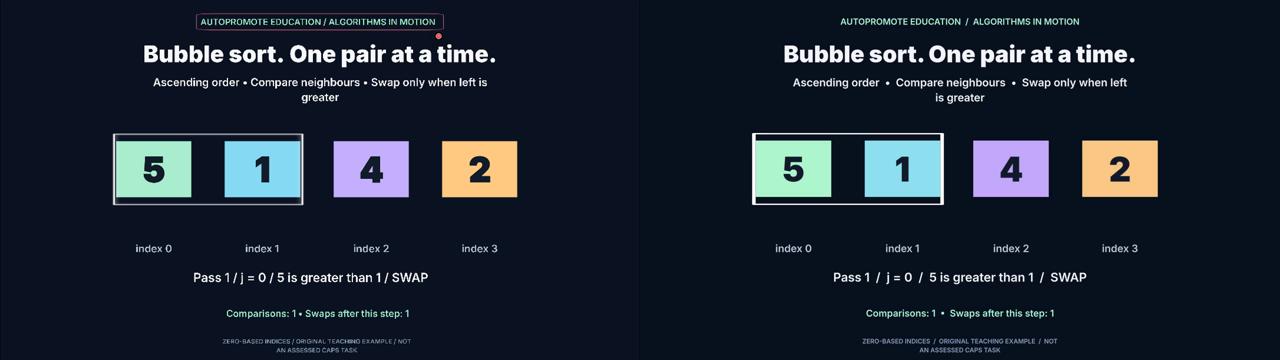 AUTOPROMOTE EDUCATION / ALGORITHMS IN MOTION
Bubble sort. One pair at a time.
Ascending order • Compare neighbours • Swap only when left is
greater
5 1 4 2
index 0 index 1 index 2 index 3
Pass 1 / j = 0 / 5 is greater than 1 / SWAP
Comparisons: 1 • Swaps after this step: 1
ZERO-BASED INDICES / ORIGINAL TEACHING EXAMPLE / NOT
AN ASSESSED CAPS TASK
AUTOPROMOTE EDUCATION / ALGORITHMS IN MOTION
Bubble sort. One pair at a time.
Ascending order • Compare neighbours • Swap only when left
is greater
5 1 4 2
index 0 index 1 index 2 index 3
Pass 1 / j = 0 / 5 is greater than 1 / SWAP
Comparisons: 1 • Swaps after this step: 1
ZERO-BASED INDICES / ORIGINAL TEACHING EXAMPLE / NOT
AN ASSESSED CAPS TASK